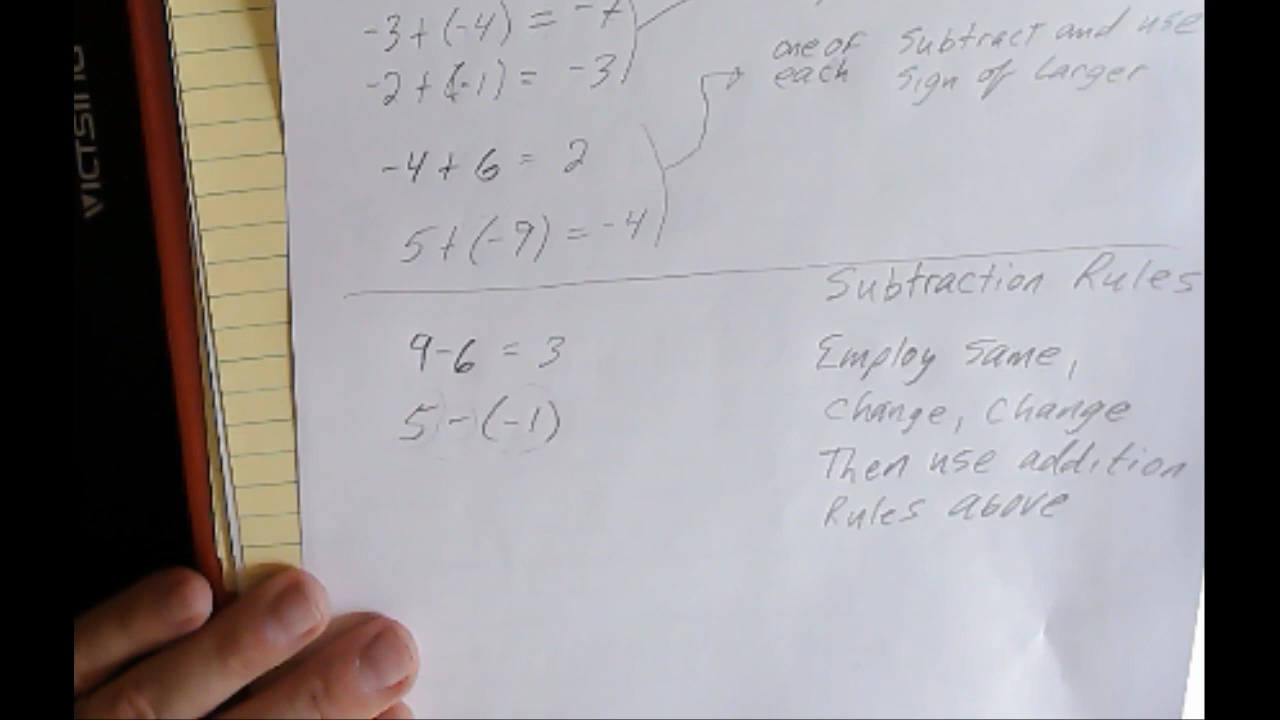 -3+(-4) = -7
-2+(-1) = -3
one of each subtract and use sign of larger
-4+6 = 2
5+(-9) = -4
Subtraction Rules
9-6 = 3
Employ same,
5-(-1)
change, change
Then use addition
Rules above
VICTSING